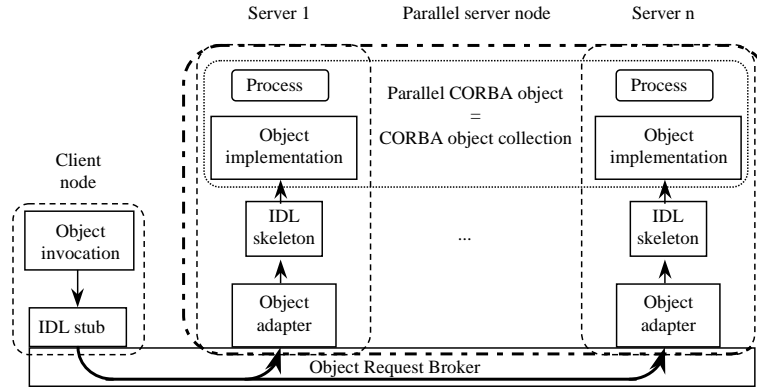 Server 1
Parallel server node
Server n
Process
Process
Parallel CORBA object
=
CORBA object collection
Object
implementation
Object
implementation
Client
node
IDL
skeleton
...
IDL
skeleton
Object
invocation
Object
adapter
Object
adapter
IDL stub
Object Request Broker